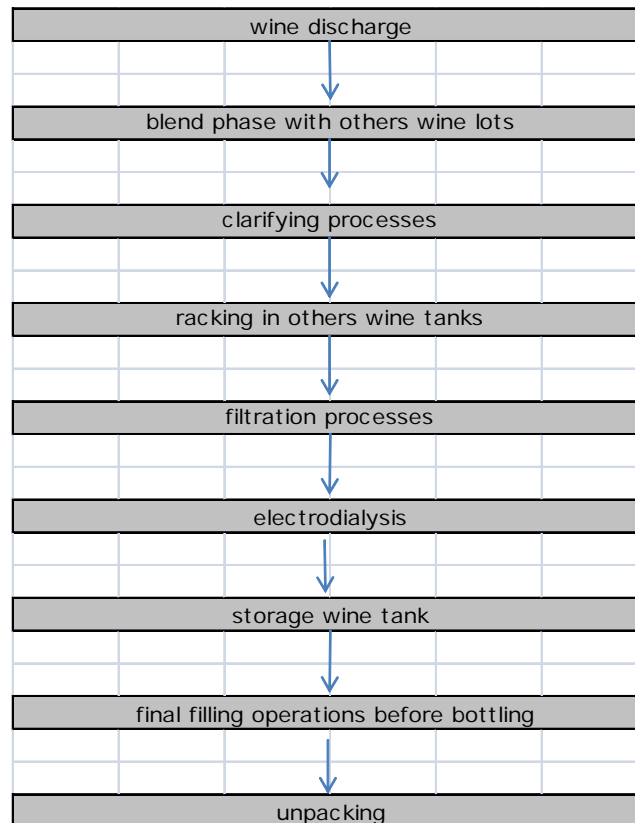 wine discharge
blend phase with others wine lots
clarifying processes
racking in others wine tanks
filtration processes
electrodialysis
storage wine tank
final filling operations before bottling
unpacking